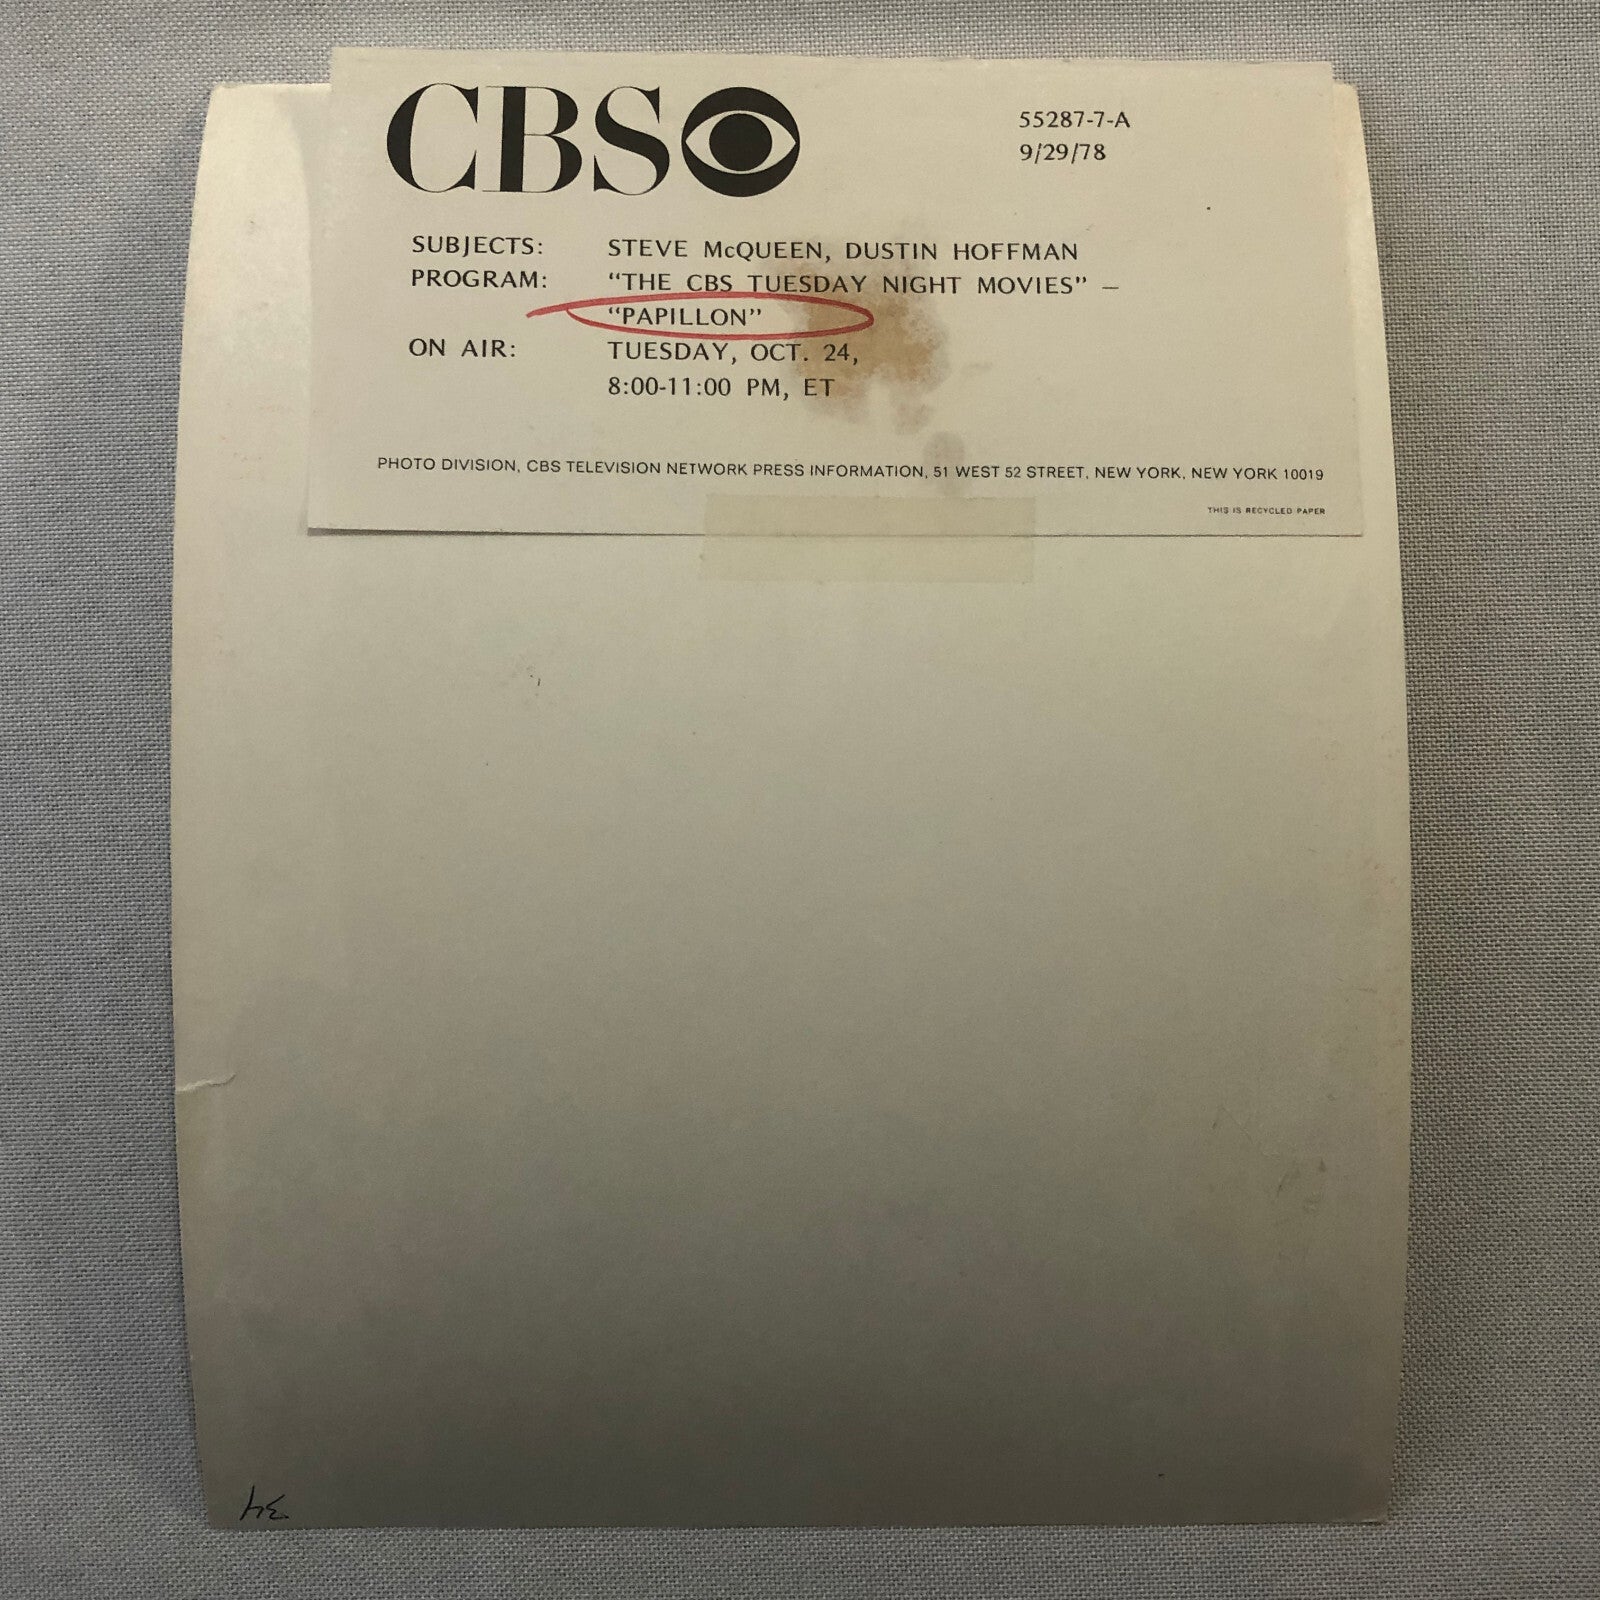 CBS
55287-7-A
9/29/78
SUBJECTS: STEVE McQUEEN, DUSTIN HOFFMAN
PROGRAM: “THE CBS TUESDAY NIGHT MOVIES” —
“PAPILLON”
ON AIR: TUESDAY, OCT. 24,
8:00-11:00 PM, ET
PHOTO DIVISION, CBS TELEVISION NETWORK PRESS INFORMATION, 51 WEST 52 STREET, NEW YORK, NEW YORK 10019
THIS IS RECYCLED PAPER
34